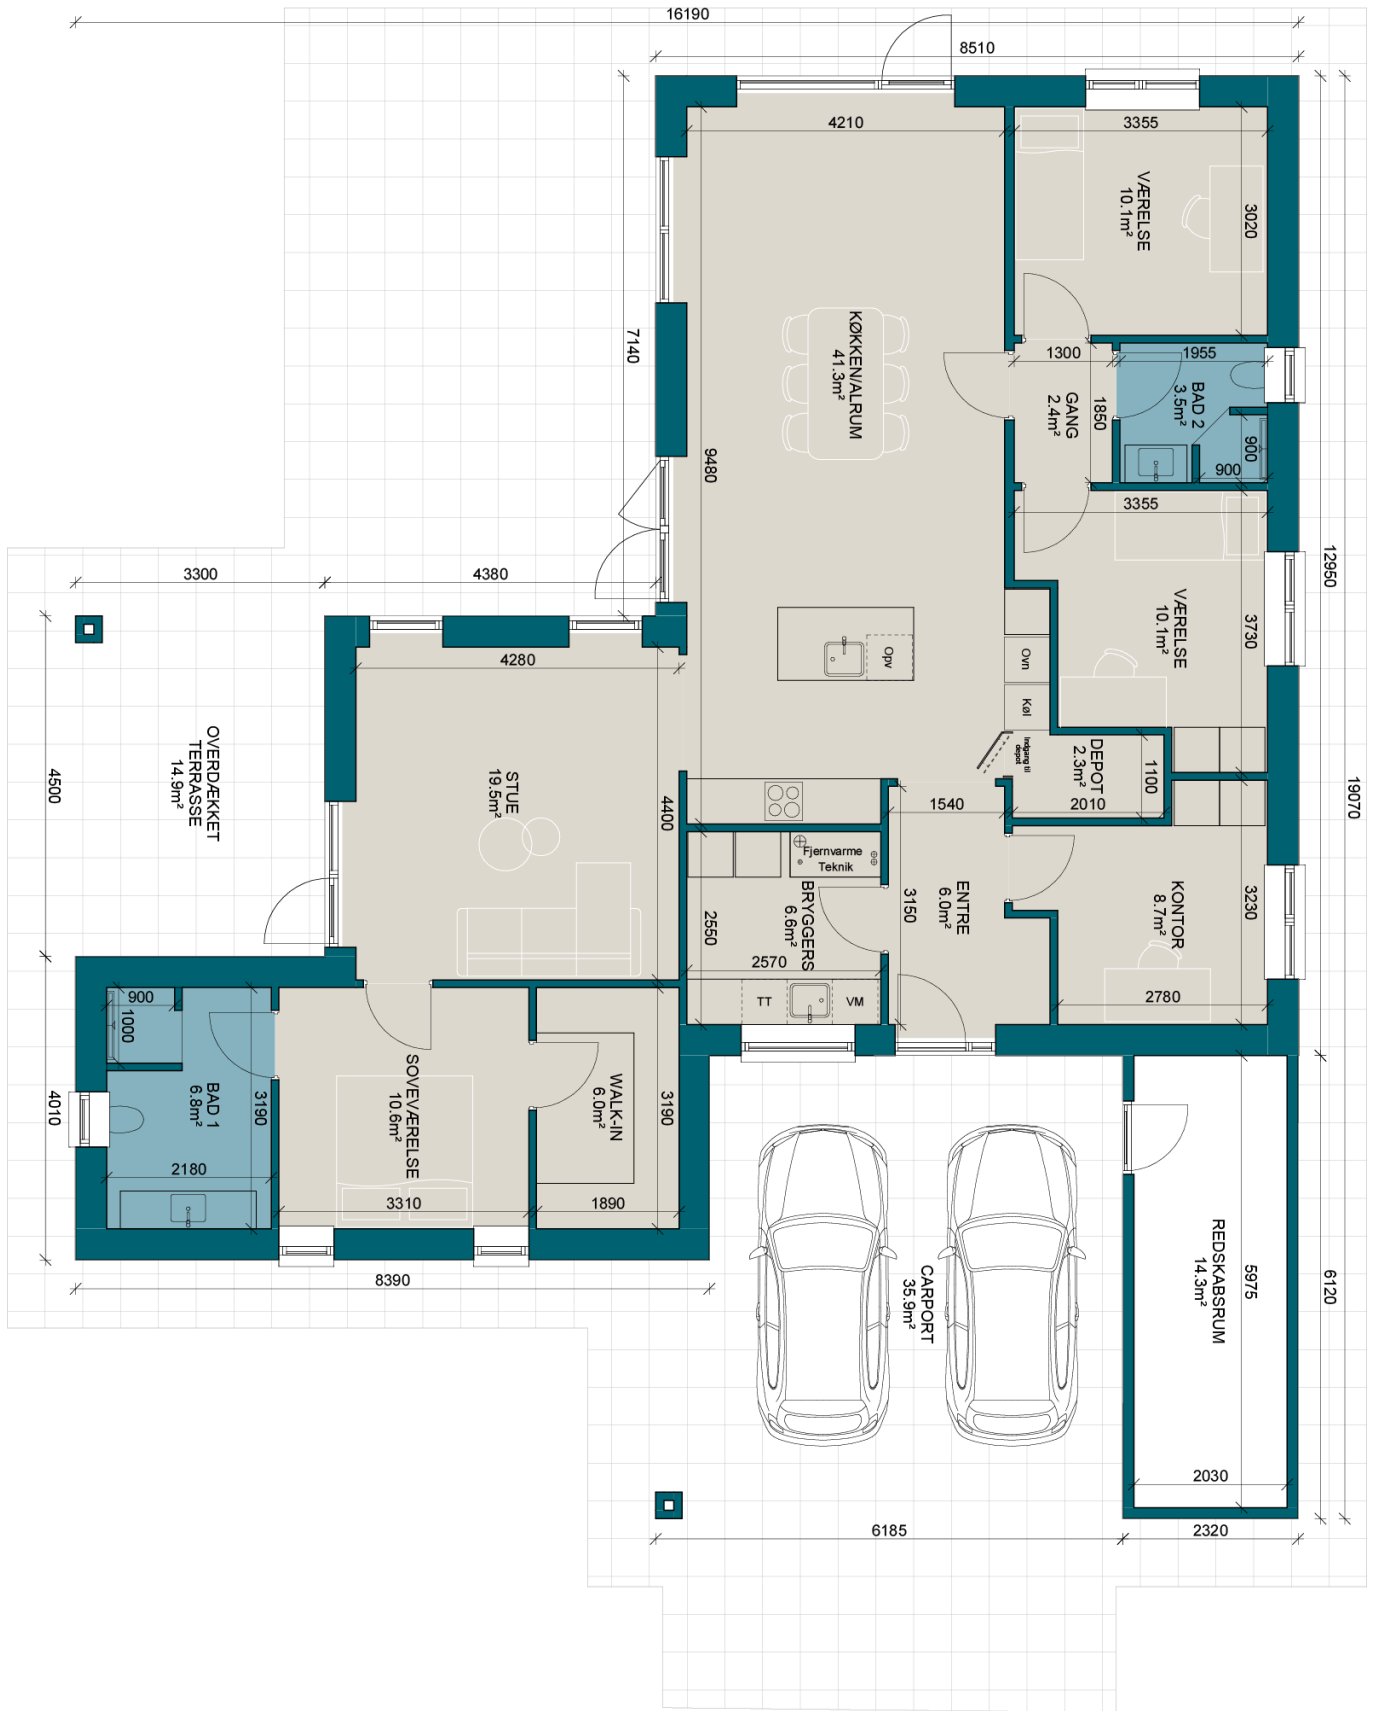 16190
8510
4210
3355
VÆRELSE
10.1m²
3020
7140
KØKKEN/ALRUM
41.3m²
1300
1955
GANG
2.4m²
1850
BAD 2
3.5m²
900
900
9480
3355
12950
3300
4380
VÆRELSE
10.1m²
3730
4280
Opv
Ovn
Køl
Indgang til
depot
DEPOT
2.3m²
1100
2010
1540
OVERDÆKKET
TERRASSE
14.9m²
4500
STUE
19.5m²
4400
19070
Fjernvarme
Teknik
BRYGGERS
6.6m²
2550
2570
3150
ENTRE
6.0m²
KONTOR
8.7m²
3230
2780
TT
VM
900
1000
BAD 1
6.8m²
3190
2180
4010
SOVEVÆRELSE
10.6m²
3310
WALK-IN
6.0m²
3190
1890
8390
CARPORT
35.9m²
REDSKABSRUM
14.3m²
5975
6120
2030
6185
2320